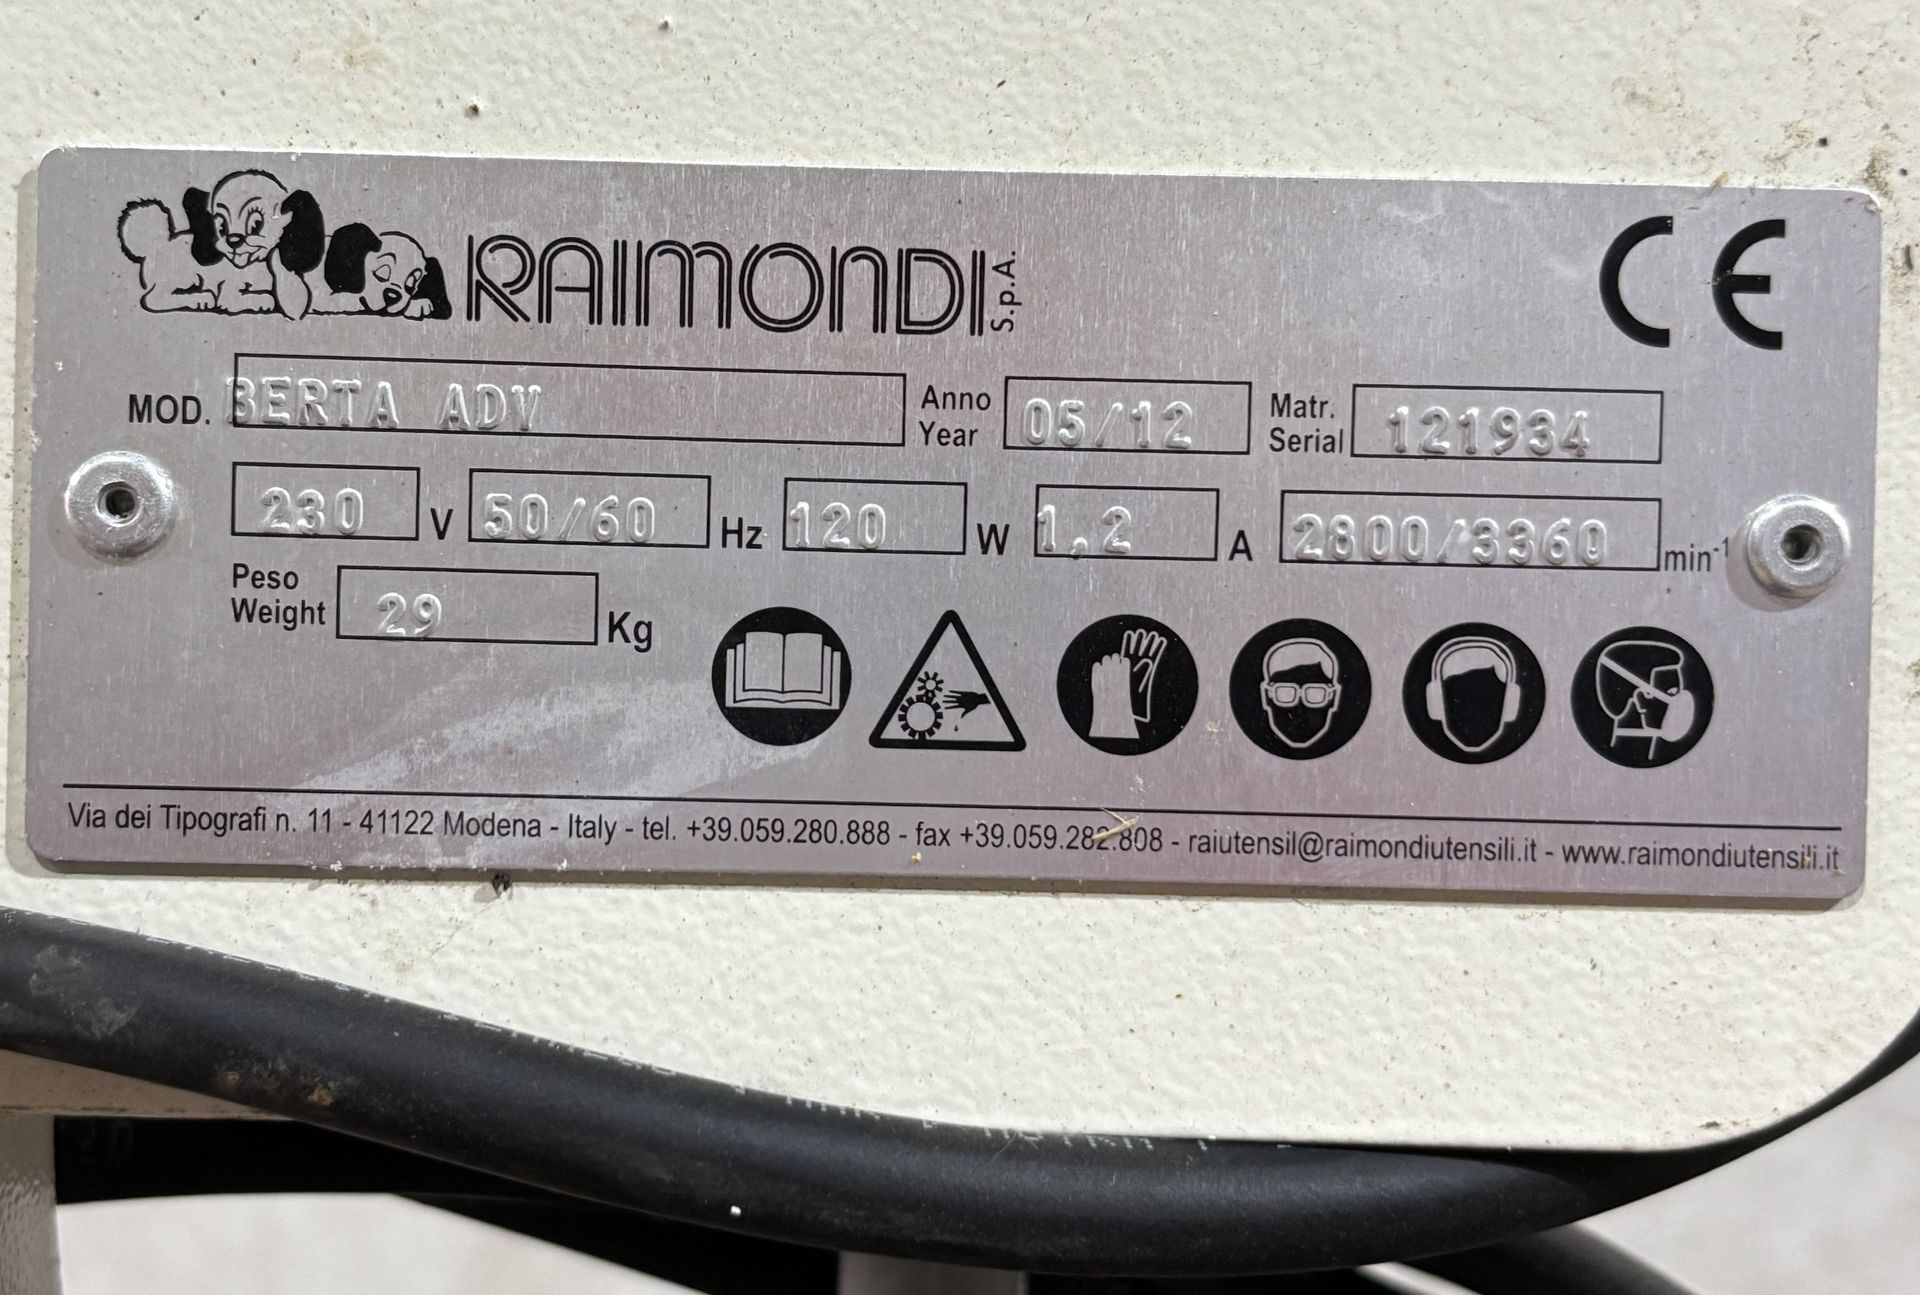 RAIMONDI S.p.A. CE
MOD. BERTA ADV Anno Year 05/12 Matr. Serial 121934
230 V 50/60 Hz 120 W 1,2 A 2800/3360 min-1
Peso Weight 29 Kg
Via dei Tipografi n. 11 - 41122 Modena - Italy - tel. +39.059.280.888 - fax +39.059.282.808 - raiutensil@raimondiutensili.it - www.raimondiutensili.it